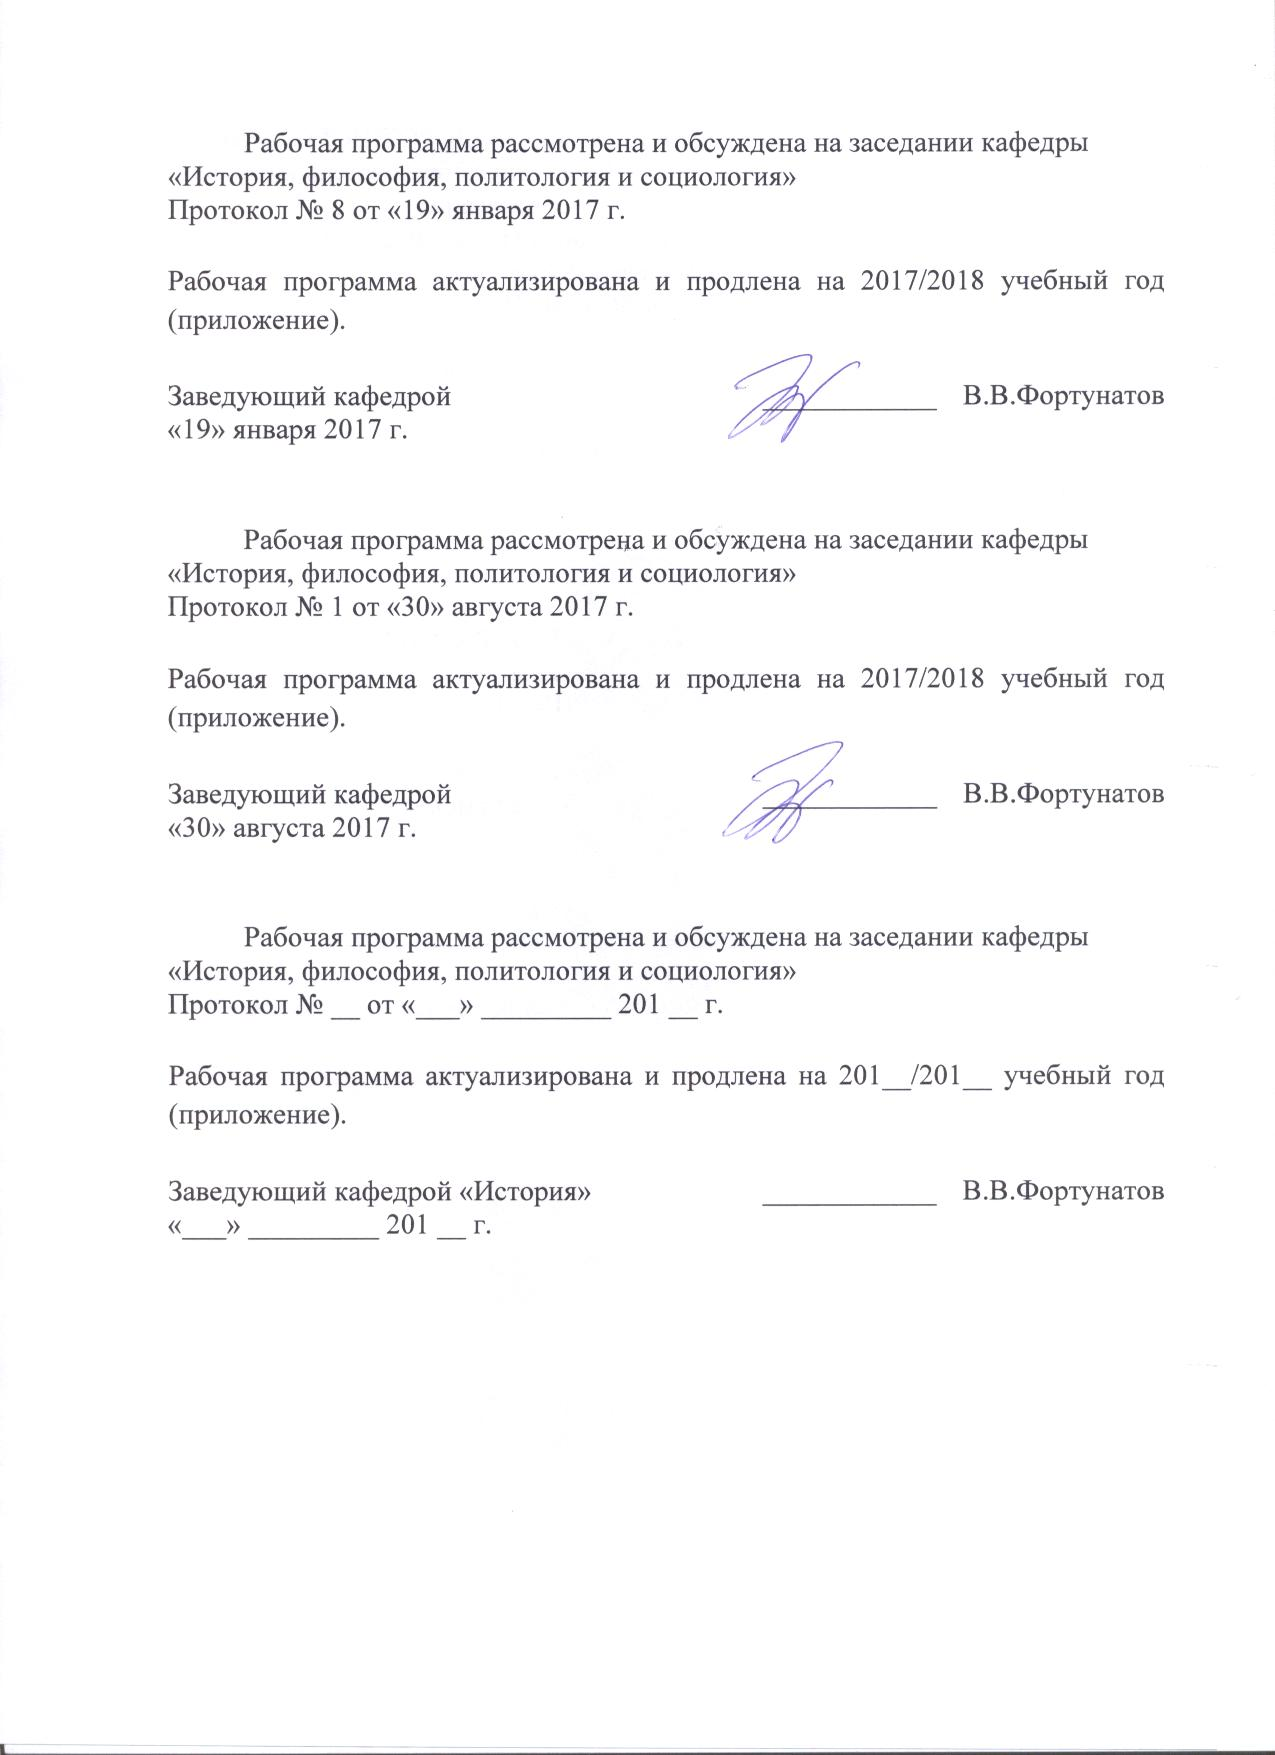 Рабочая программа рассмотрена и обсуждена на заседании кафедры
«История, философия, политология и социология»
Протокол № 8 от «19» января 2017 г.
Рабочая программа актуализирована и продлена на 2017/2018 учебный год
(приложение).
Заведующий кафедрой ____________ В.В.Фортунатов
«19» января 2017 г.
Рабочая программа рассмотрена и обсуждена на заседании кафедры
«История, философия, политология и социология»
Протокол № 1 от «30» августа 2017 г.
Рабочая программа актуализирована и продлена на 2017/2018 учебный год
(приложение).
Заведующий кафедрой ____________ В.В.Фортунатов
«30» августа 2017 г.
Рабочая программа рассмотрена и обсуждена на заседании кафедры
«История, философия, политология и социология»
Протокол № __ от «___» _________ 201 __ г.
Рабочая программа актуализирована и продлена на 201__/201__ учебный год
(приложение).
Заведующий кафедрой «История» ____________ В.В.Фортунатов
«___» _________ 201 __ г.